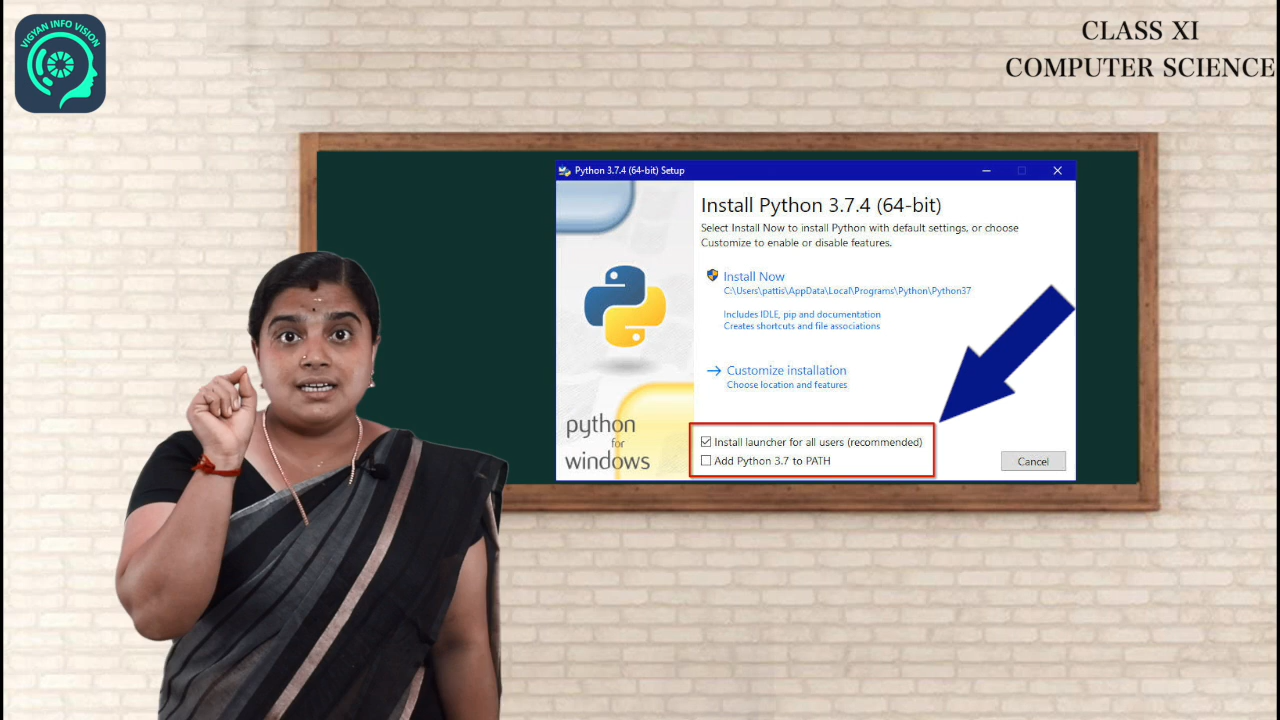 VIGYAN INFO VISION
CLASS XI
COMPUTER SCIENCE
Python 3.7.4 (64-bit) Setup
Install Python 3.7.4 (64-bit)
Select Install Now to install Python with default settings, or choose
Customize to enable or disable features.
Install Now
C:\Users\pattis\AppData\Local\Programs\Python\Python37
Includes IDLE, pip and documentation
Creates shortcuts and file associations
Customize installation
Choose location and features
python
for
windows
Install launcher for all users (recommended)
Add Python 3.7 to PATH
Cancel